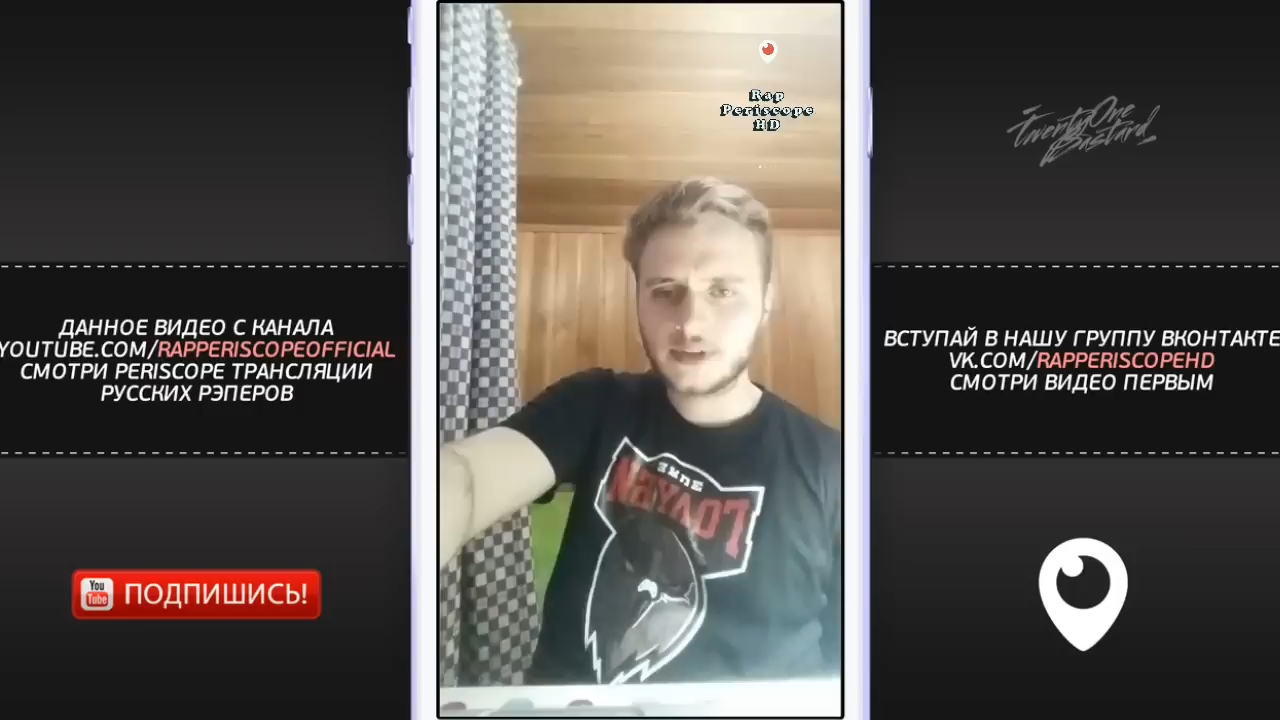 Rap
Periscope
HD
TwentyOne
Bastard
ДАННОЕ ВИДЕО С КАНАЛА
YOUTUBE.COM/RAPPERISCOPEOFFICIAL
СМОТРИ PERISCOPE ТРАНСЛЯЦИИ
РУССКИХ РЭПЕРОВ
ВСТУПАЙ В НАШУ ГРУППУ ВКОНТАКТЕ
VK.COM/RAPPERISCOPEHD
СМОТРИ ВИДЕО ПЕРВЫМ
You
Tube
ПОДПИШИСЬ!